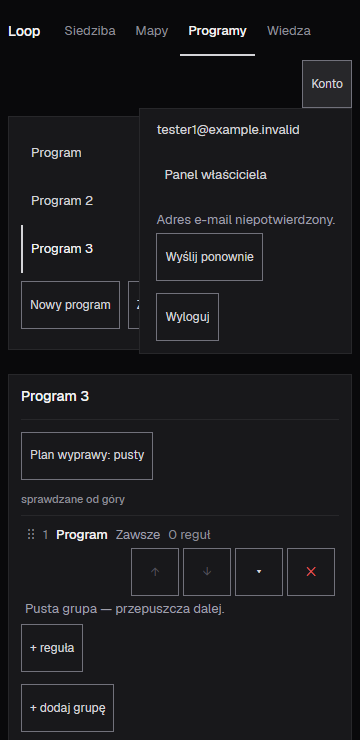 Loop Siedziba Mapy Programy Wiedza
Konto
tester1@example.invalid
Panel właściciela
Adres e-mail niepotwierdzony.
Wyślij ponownie
Wyloguj
Program
Program 2
Program 3
Nowy program
Program 3
Plan wyprawy: pusty
sprawdzane od góry
1 Program Zawsze 0 reguł
Pusta grupa — przepuszcza dalej.
+ reguła
+ dodaj grupę